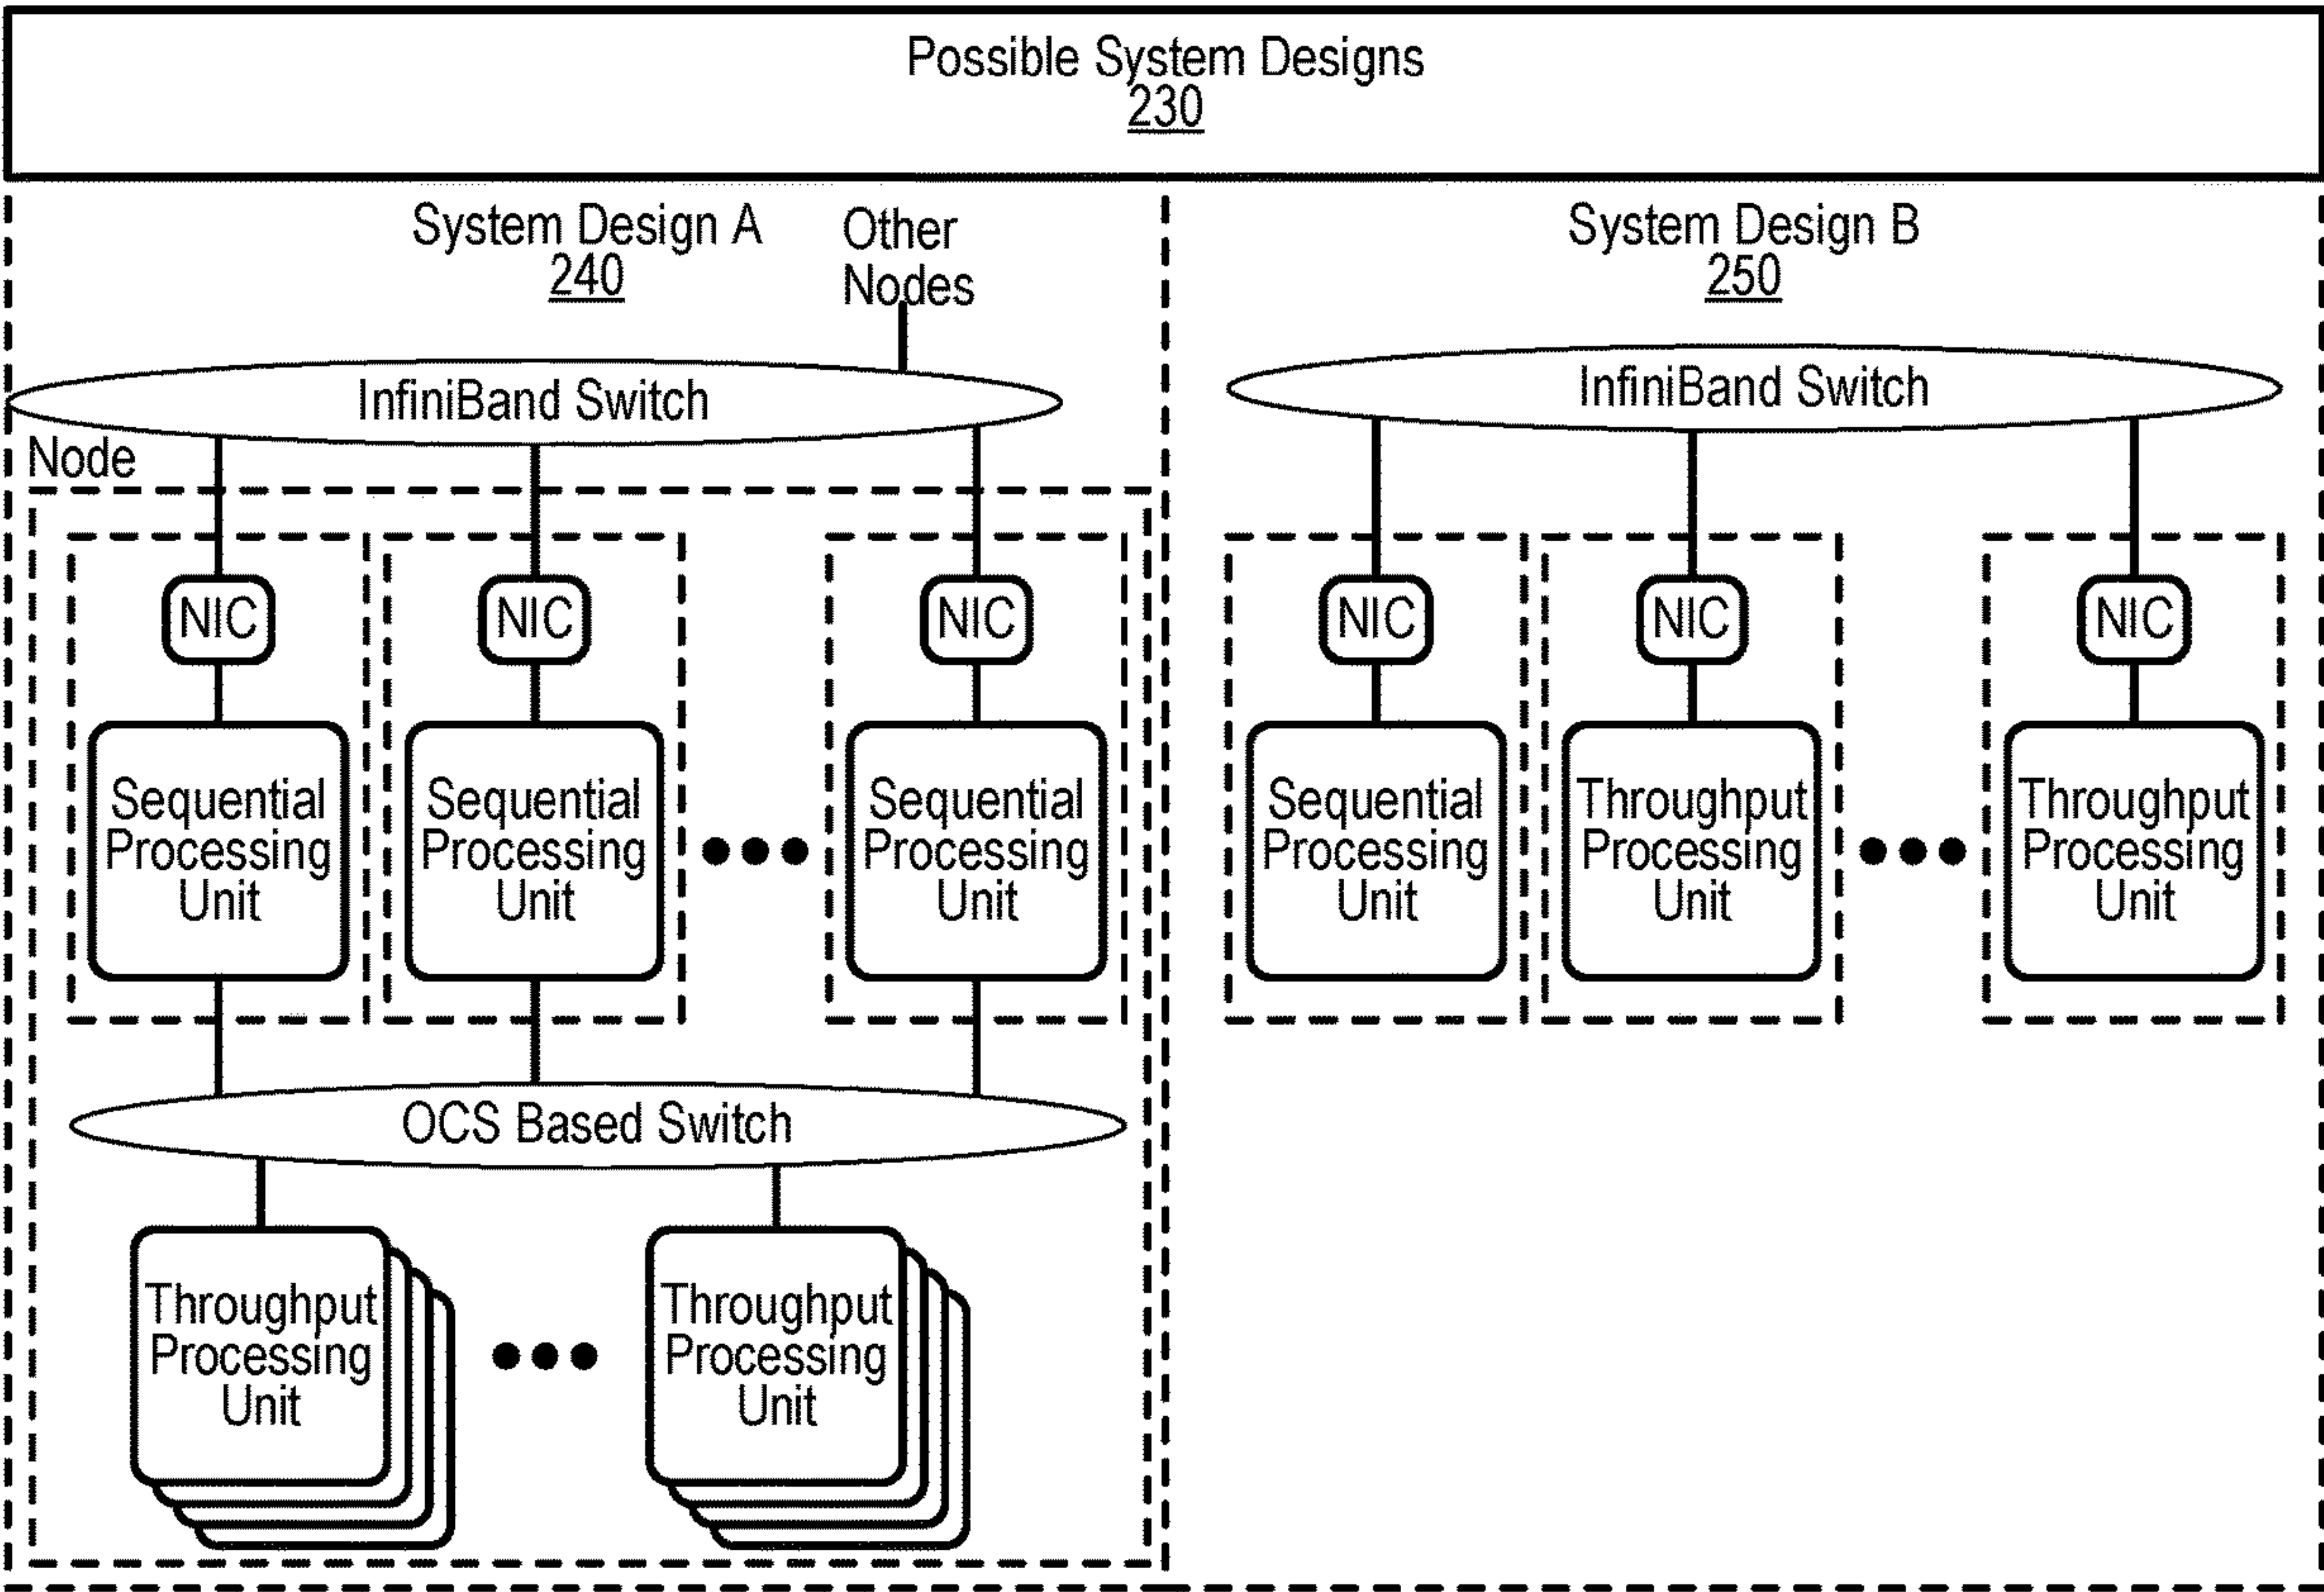 Possible System Designs
230
System Design A
240
Other
Nodes
InfiniBand Switch
Node
NIC
NIC
NIC
Sequential
Processing
Unit
Sequential
Processing
Unit
Sequential
Processing
Unit
OCS Based Switch
Throughput
Processing
Unit
Throughput
Processing
Unit
System Design B
250
InfiniBand Switch
NIC
NIC
NIC
Sequential
Processing
Unit
Throughput
Processing
Unit
Throughput
Processing
Unit